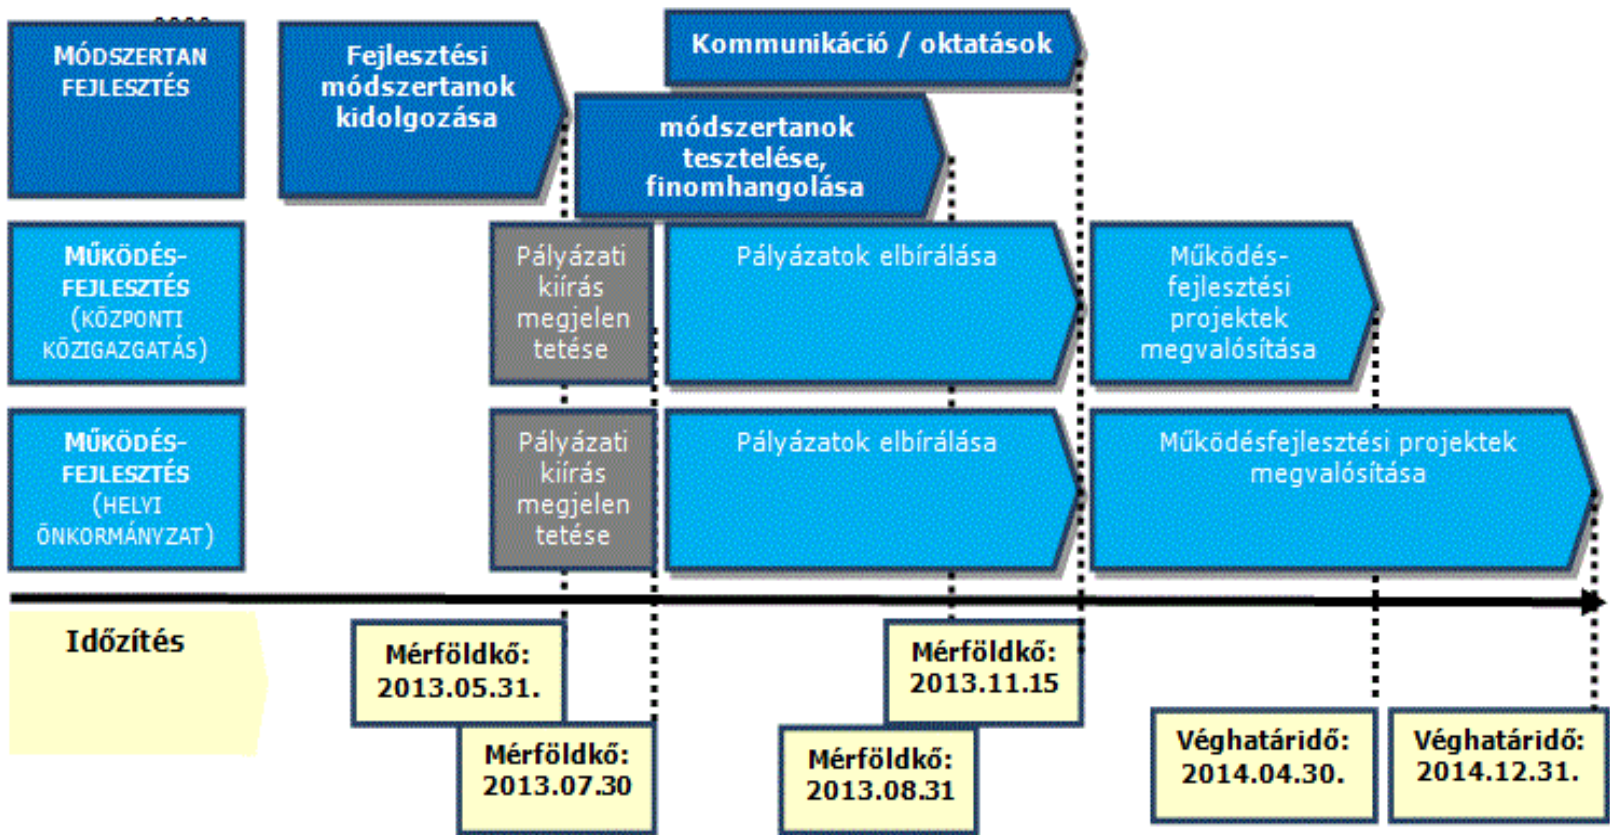 MÓDSZERTAN
FEJLESZTÉS
Fejlesztési
módszertanok
kidolgozása
Kommunikáció / oktatások
módszertanok
tesztelése,
finomhangolása
MŰKÖDÉS-
FEJLESZTÉS
(KÖZPONTI
KÖZIGAZGATÁS)
Pályázati
kiírás
megjelen
tetése
Pályázatok elbírálása
Működés-
fejlesztési
projektek
megvalósítása
MŰKÖDÉS-
FEJLESZTÉS
(HELYI
ÖNKORMÁNYZAT)
Pályázati
kiírás
megjelen
tetése
Pályázatok elbírálása
Működésfejlesztési projektek
megvalósítása
Időzítés
Mérföldkő:
2013.05.31.
Mérföldkő:
2013.07.30
Mérföldkő:
2013.11.15
Mérföldkő:
2013.08.31
Véghatáridő:
2014.04.30.
Véghatáridő:
2014.12.31.